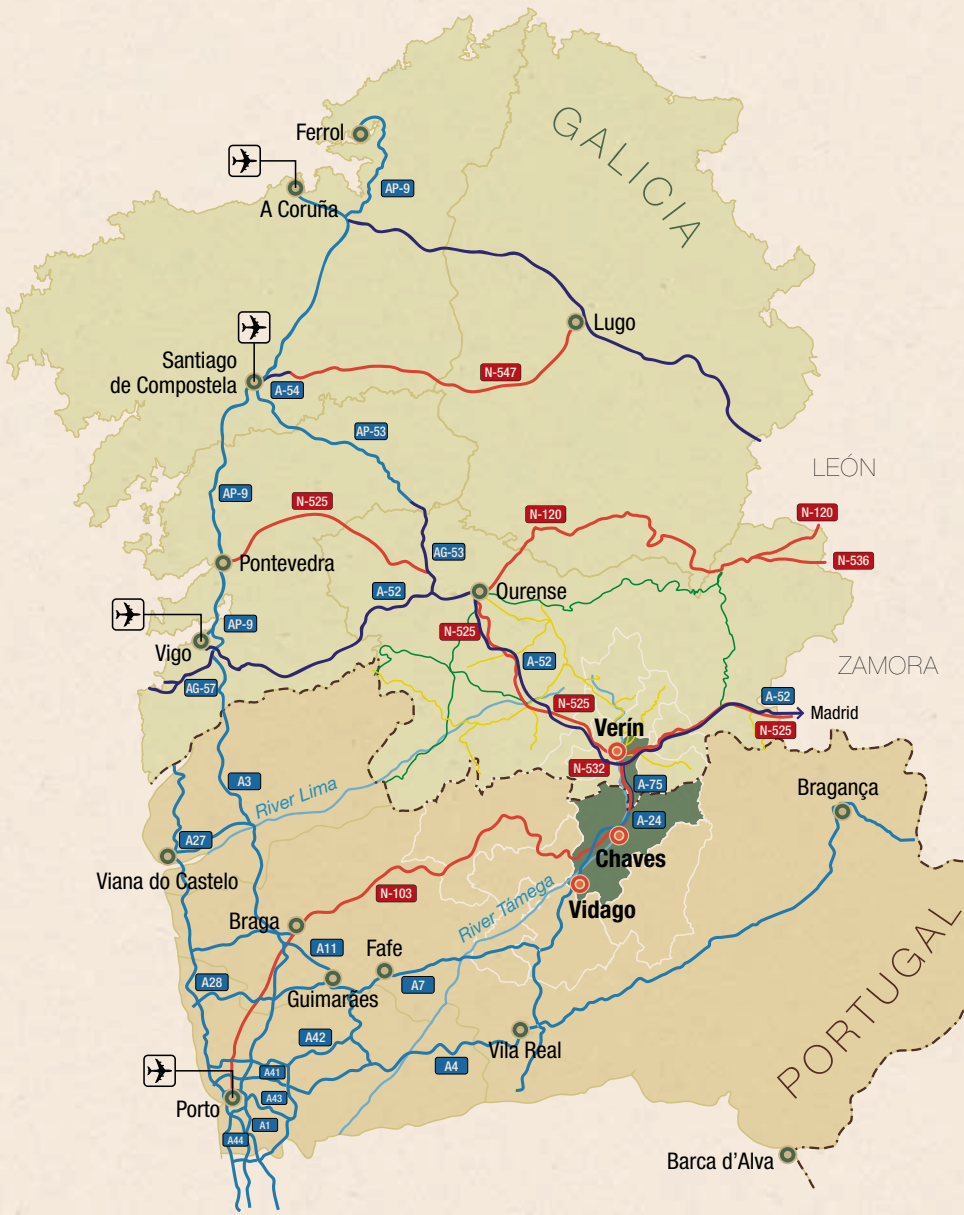 Ferrol
GALICIA
AP-9
A Coruña
Lugo
Santiago
de Compostela
A-54
N-547
AP-53
LEÓN
AP-9
N-525
N-120
N-120
AG-53
N-536
Pontevedra
A-52
Ourense
AP-9
N-525
Vigo
A-52
ZAMORA
AG-57
A-52
N-525
Madrid
Verín
N-525
N-532
A3
A-75
River Lima
Bragança
A-24
A27
Chaves
Viana do Castelo
N-103
River Támega
Vidago
Braga
A11
Fafe
A28
Guimarães
A7
PORTUGAL
A42
Vila Real
A4
A41
Porto
A43
A1
A44
Barca d'Alva